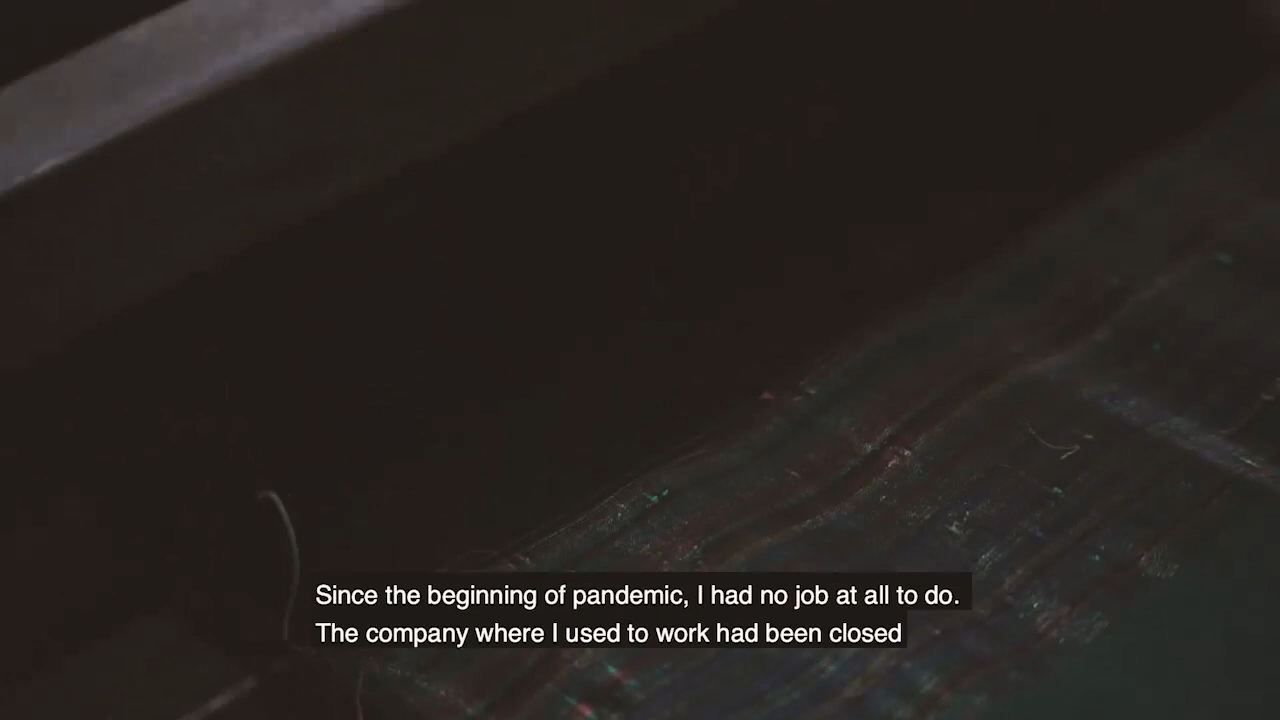 Since the beginning of pandemic, I had no job at all to do.
The company where I used to work had been closed